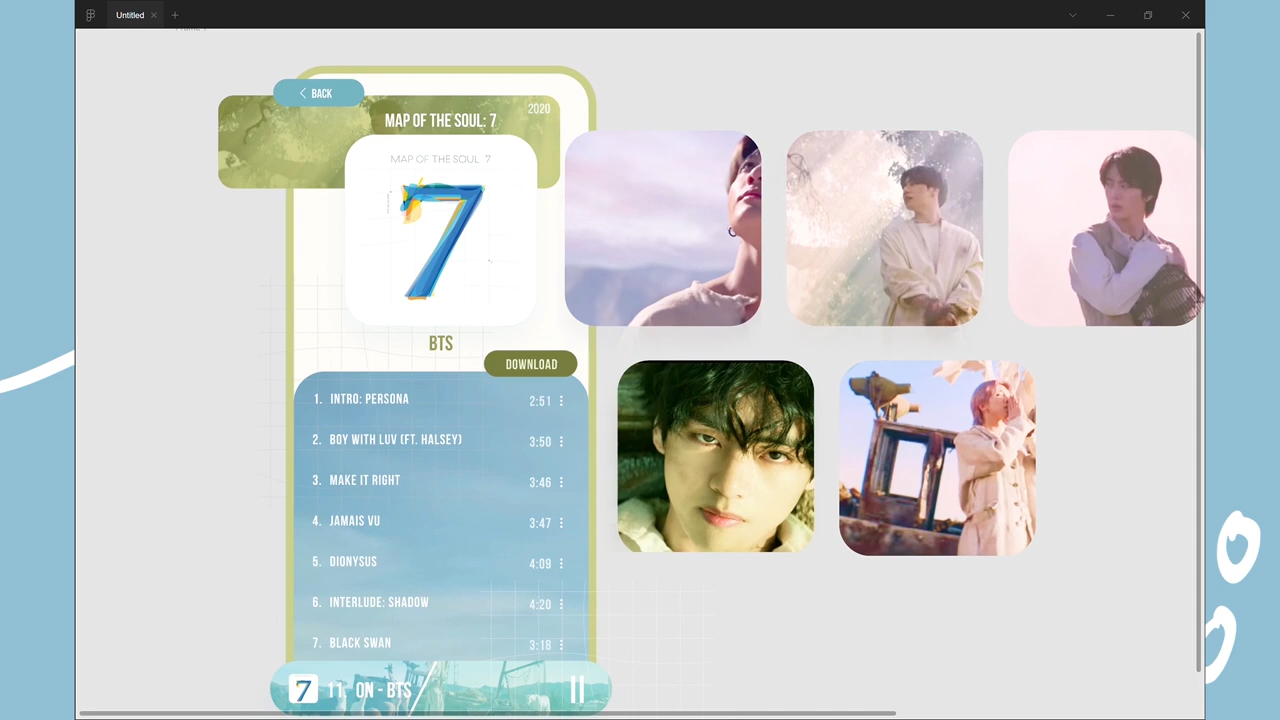 Untitled
BACK
2020
MAP OF THE SOUL: 7
MAP OF THE SOUL 7
7
BTS
DOWNLOAD
1. INTRO: PERSONA 2:51
2. BOY WITH LUV (FT. HALSEY) 3:50
3. MAKE IT RIGHT 3:46
4. JAMAIS VU 3:47
5. DIONYSUS 4:09
6. INTERLUDE: SHADOW 4:20
7. BLACK SWAN 3:18
7 11. ON - BTS